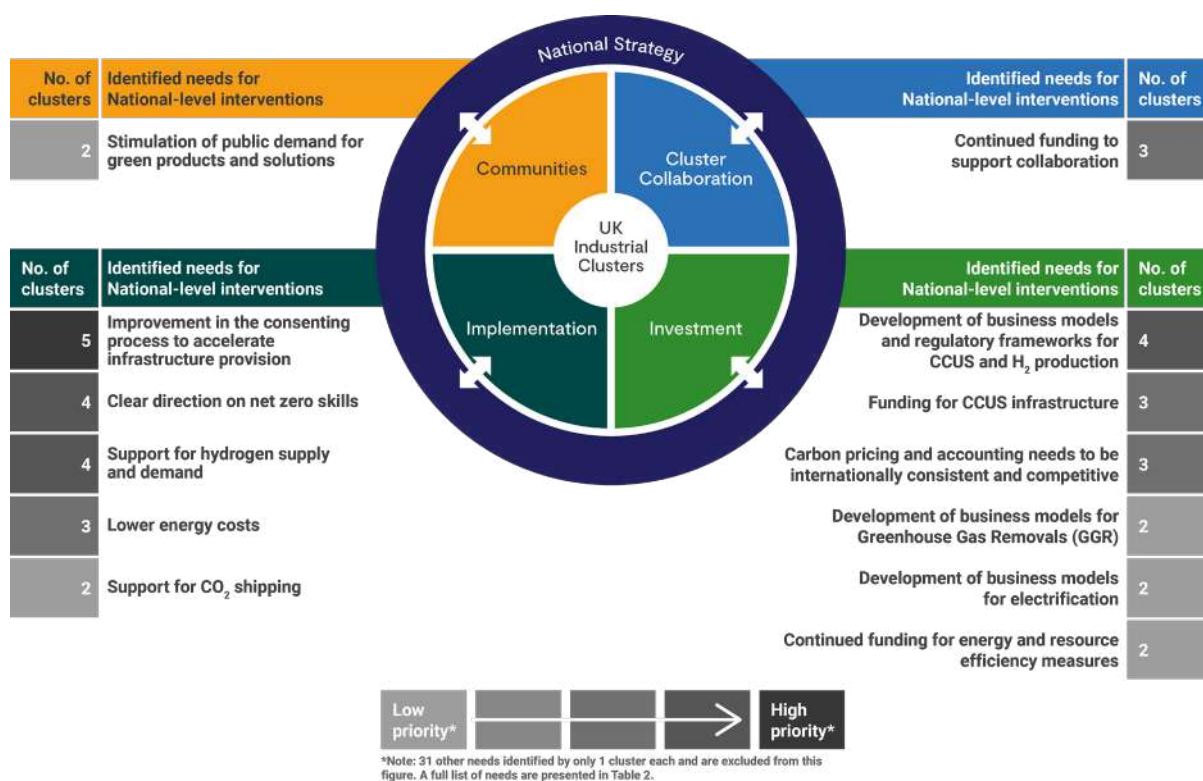 National Strategy
No. of
clusters
Identified needs for
National-level interventions
2
Stimulation of public demand for
green products and solutions
Communities
Cluster
Collaboration
Identified needs for
National-level interventions
No. of
clusters
Continued funding to
support collaboration
3
UK
Industrial
Clusters
No. of
clusters
Identified needs for
National-level interventions
5
Improvement in the consenting
process to accelerate
infrastructure provision
4
Clear direction on net zero skills
4
Support for hydrogen supply
and demand
3
Lower energy costs
2
Support for CO₂ shipping
Implementation
Investment
Identified needs for
National-level interventions
No. of
clusters
Development of business models
and regulatory frameworks for
CCUS and H₂ production
4
Funding for CCUS infrastructure
3
Carbon pricing and accounting needs to be
internationally consistent and competitive
3
Development of business models for
Greenhouse Gas Removals (GGR)
2
Development of business models
for electrification
2
Continued funding for energy and resource
efficiency measures
2
Low
priority*
High
priority*
*Note: 31 other needs identified by only 1 cluster each and are excluded from this
figure. A full list of needs are presented in Table 2.